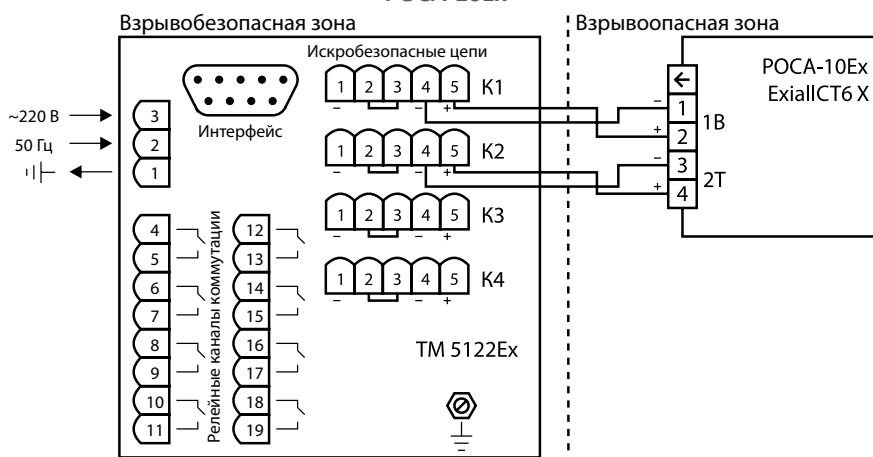 Взрывобезопасная зона
Взрывоопасная зона
Искробезопасные цепи
Интерфейс
~220 В
50 Гц
3
2
1
1 2 3 4 5 К1
− − +
1 2 3 4 5 К2
− − +
1 2 3 4 5 К3
− − +
1 2 3 4 5 К4
− − +
РОСА-10Ex
ExiaIICT6 X
− 1
+ 2
1В
− 3
+ 4
2Т
4
5
6
7
8
9
10
11
Релейные каналы коммутации
12
13
14
15
16
17
18
19
ТМ 5122Ex